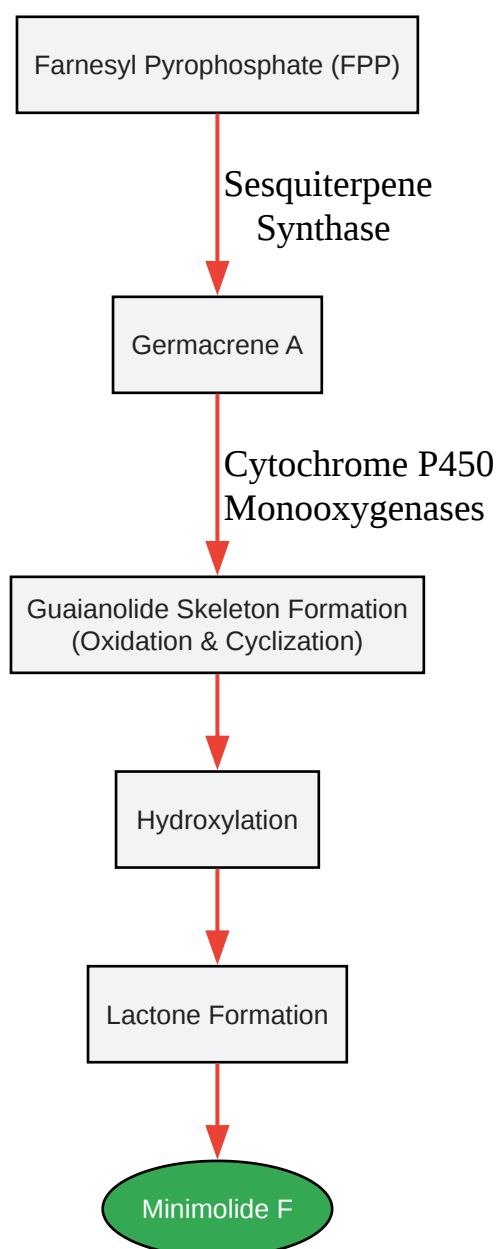 Farnesyl Pyrophosphate (FPP)
Sesquiterpene
Synthase
Germacrene A
Cytochrome P450
Monooxygenases
Guaianolide Skeleton Formation
(Oxidation & Cyclization)
Hydroxylation
Lactone Formation
Minimolide F